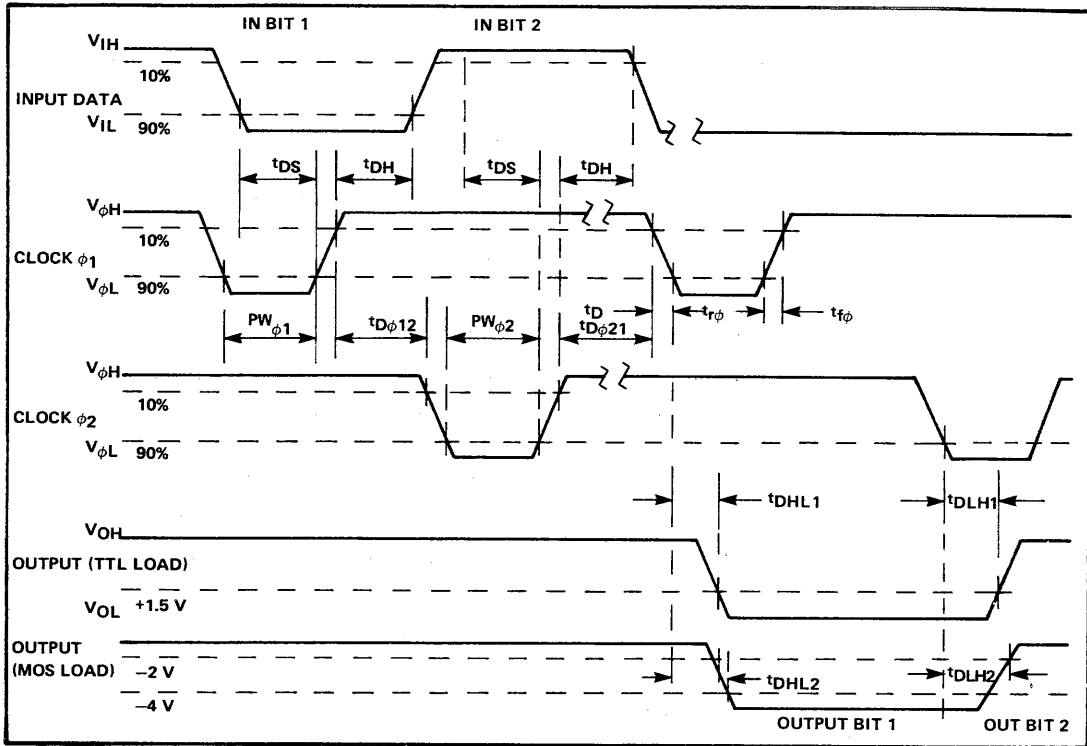 IN BIT 1 IN BIT 2
VIH
10%
INPUT DATA
VIL 90%
tDS tDH tDS tDH
VϕH
10%
CLOCK ϕ1
VϕL 90%
PWϕ1 tDϕ12 PWϕ2 tDϕ21 tD trϕ tfϕ
VϕH
10%
CLOCK ϕ2
VϕL 90%
tDHL1 tDLH1
VOH
OUTPUT (TTL LOAD)
VOL +1.5 V
OUTPUT
(MOS LOAD) −2 V
tDHL2 tDLH2
−4 V
OUTPUT BIT 1 OUT BIT 2